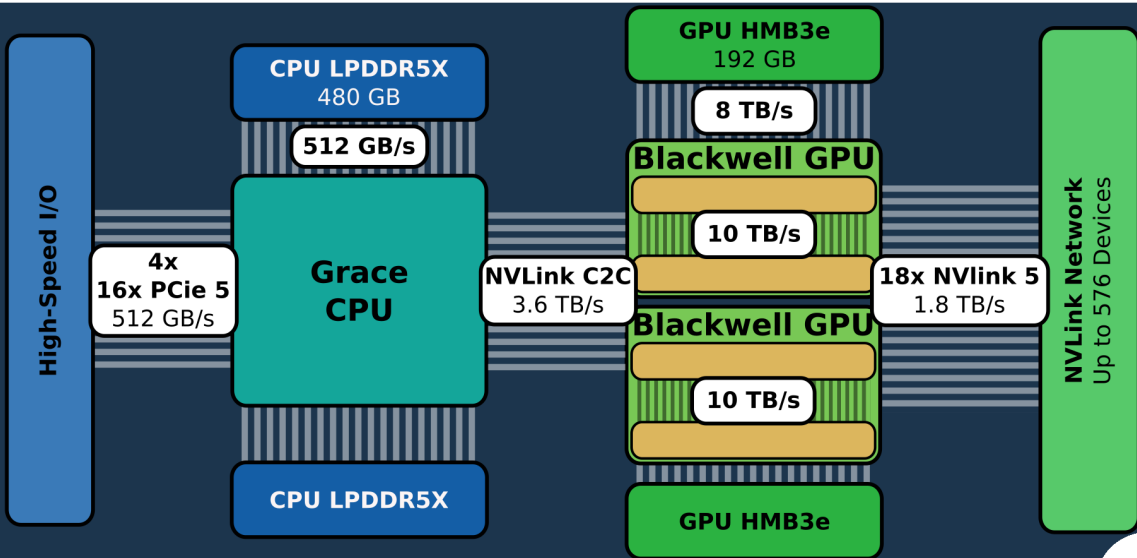 High-Speed I/O
4x
16x PCie 5
512 GB/s
CPU LPDDR5X
480 GB
512 GB/s
Grace
CPU
CPU LPDDR5X
NVLink C2C
3.6 TB/s
GPU HMB3e
192 GB
8 TB/s
Blackwell GPU
10 TB/s
Blackwell GPU
10 TB/s
GPU HMB3e
18x NVlink 5
1.8 TB/s
NVLink Network
Up to 576 Devices